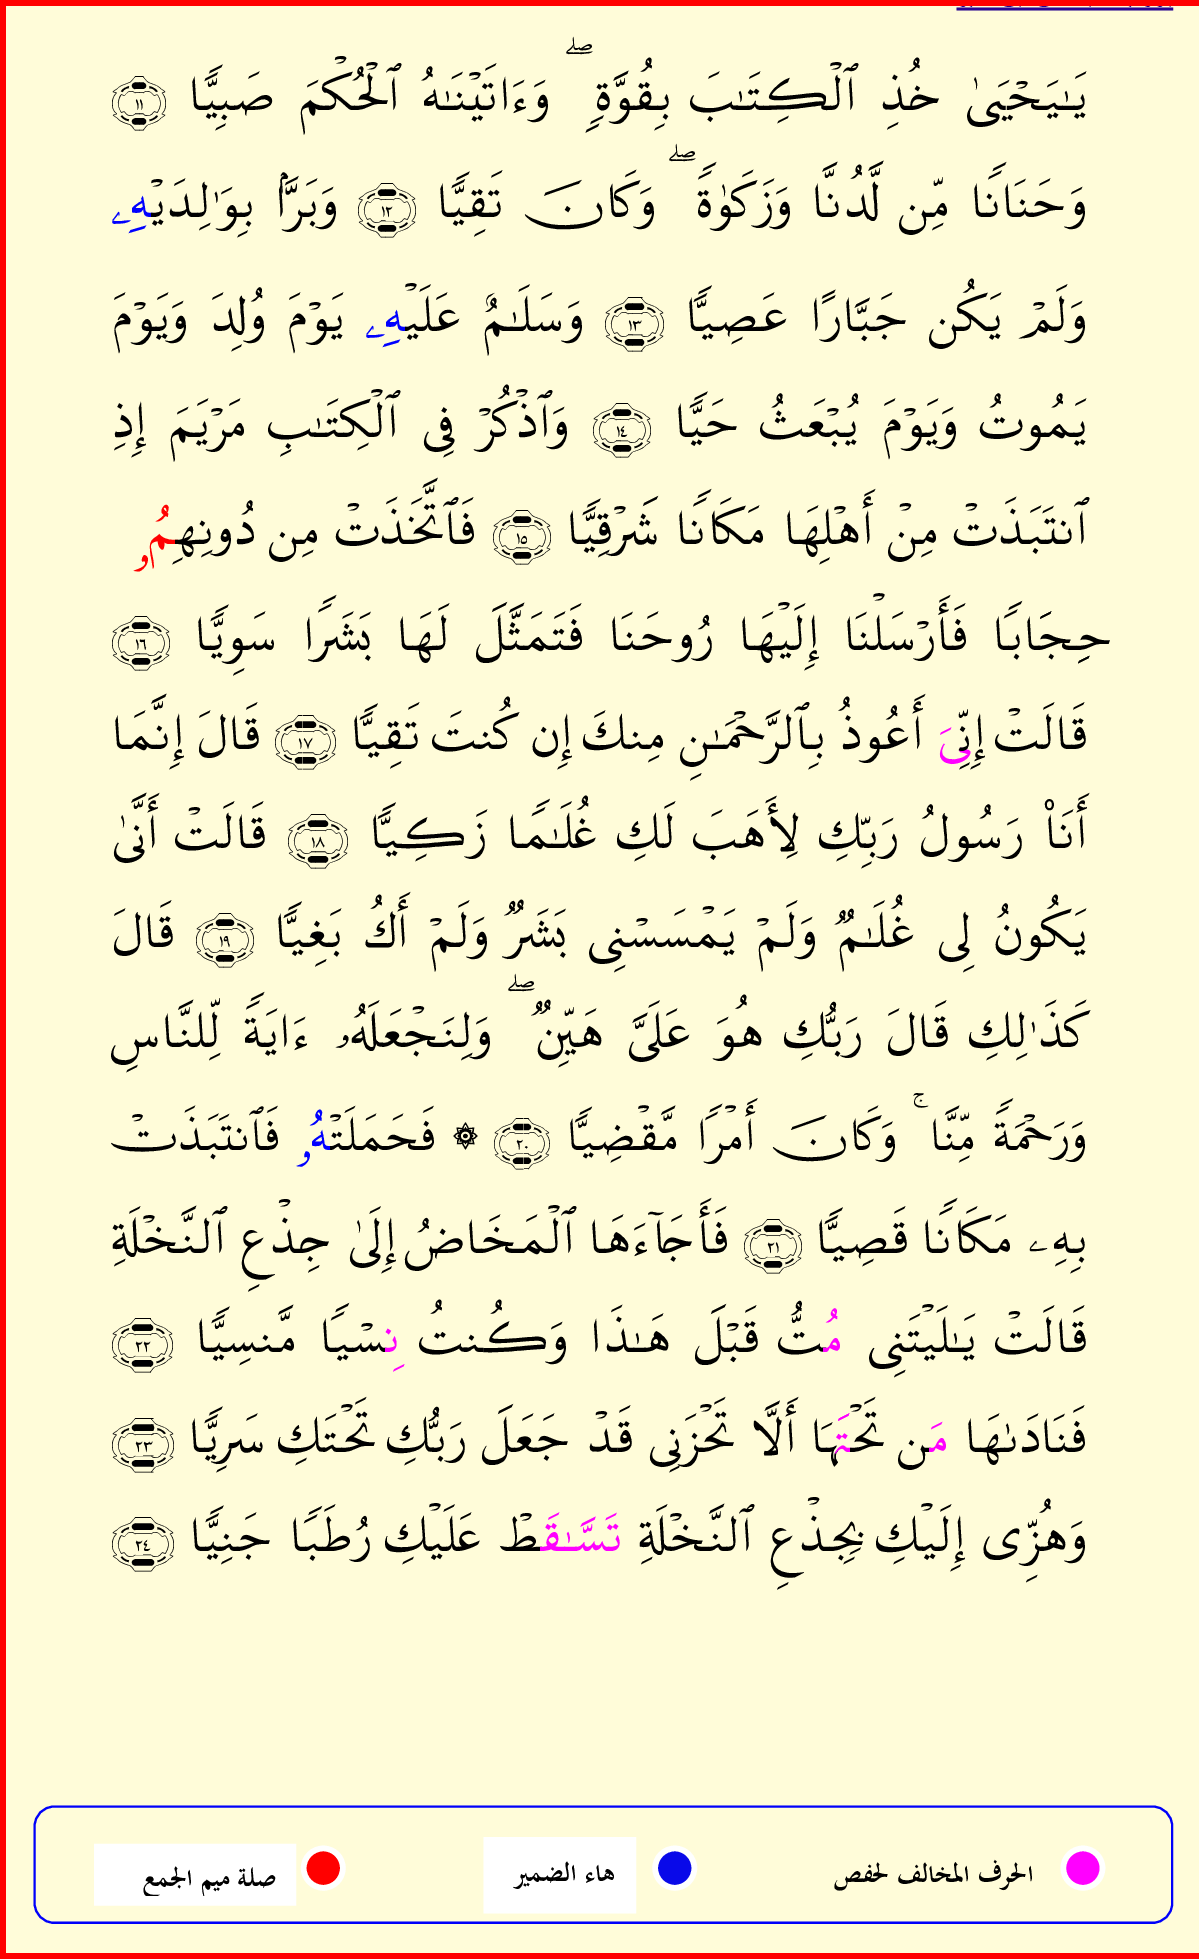 يَـٰيَحْيَىٰ خُذِ ٱلْكِتَـٰبَ بِقُوَّةٍۖ وَءَاتَيْنَـٰهُ ٱلْحُكْمَ صَبِيًّا ١١
وَحَنَانًا مِّن لَّدُنَّا وَزَكَوٰةًۖ وَكَانَ تَقِيًّا ١٢ وَبَرًّۢا بِوَٰلِدَيْهِۦ
وَلَمْ يَكُن جَبَّارًا عَصِيًّا ١٣ وَسَلَـٰمٌ عَلَيْهِۦ يَوْمَ وُلِدَ وَيَوْمَ
يَمُوتُ وَيَوْمَ يُبْعَثُ حَيًّا ١٤ وَٱذْكُرْ فِى ٱلْكِتَـٰبِ مَرْيَمَ إِذِ
ٱنتَبَذَتْ مِنْ أَهْلِهَا مَكَانًا شَرْقِيًّا ١٥ فَٱتَّخَذَتْ مِن دُونِهِمُۥ
حِجَابًا فَأَرْسَلْنَا إِلَيْهَا رُوحَنَا فَتَمَثَّلَ لَهَا بَشَرًا سَوِيًّا ١٦
قَالَتْ إِنِّىَ أَعُوذُ بِٱلرَّحْمَـٰنِ مِنكَ إِن كُنتَ تَقِيًّا ١٧ قَالَ إِنَّمَا
أَنَا۠ رَسُولُ رَبِّكِ لِأَهَبَ لَكِ غُلَـٰمًا زَكِيًّا ١٨ قَالَتْ أَنَّىٰ
يَكُونُ لِى غُلَـٰمٌ وَلَمْ يَمْسَسْنِى بَشَرٌ وَلَمْ أَكُ بَغِيًّا ١٩ قَالَ
كَذَٰلِكِ قَالَ رَبُّكِ هُوَ عَلَىَّ هَيِّنٌۖ وَلِنَجْعَلَهُۥ ءَايَةً لِّلنَّاسِ
وَرَحْمَةً مِّنَّاۚ وَكَانَ أَمْرًا مَّقْضِيًّا ٢٠ ۞ فَحَمَلَتْهُۥ فَٱنتَبَذَتْ
بِهِۦ مَكَانًا قَصِيًّا ٢١ فَأَجَآءَهَا ٱلْمَخَاضُ إِلَىٰ جِذْعِ ٱلنَّخْلَةِ
قَالَتْ يَـٰلَيْتَنِى مُتُّ قَبْلَ هَـٰذَا وَكُنتُ نِسْيًا مَّنسِيًّا ٢٢
فَنَادَىٰهَا مَن تَحْتَهَا أَلَّا تَحْزَنِى قَدْ جَعَلَ رَبُّكِ تَحْتَكِ سَرِيًّا ٢٣
وَهُزِّى إِلَيْكِ بِجِذْعِ ٱلنَّخْلَةِ تَسَّـٰقَطْ عَلَيْكِ رُطَبًا جَنِيًّا ٢٤
الحرف المخالف لحفص هاء الضمير صلة ميم الجمع